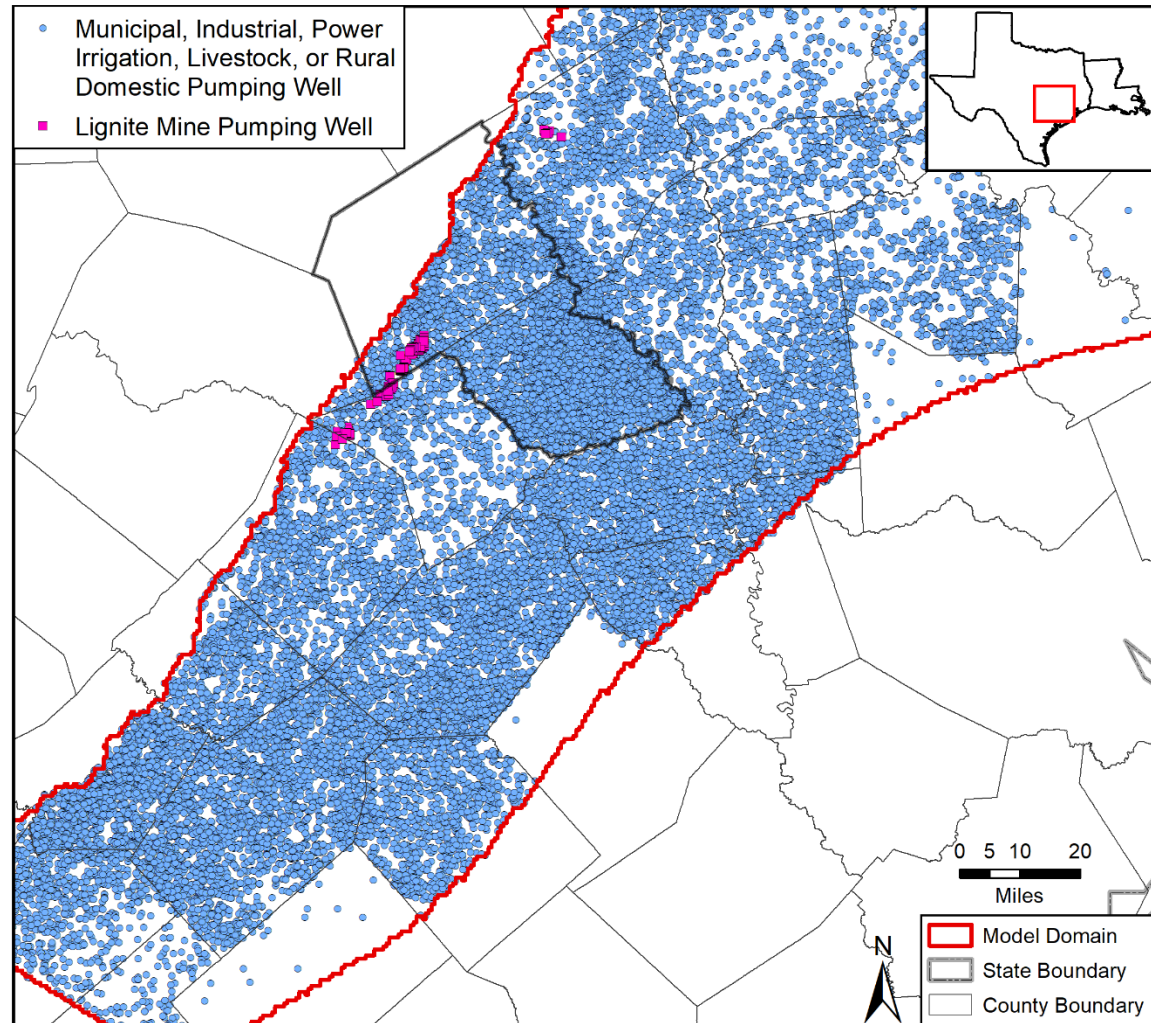 Municipal, Industrial, Power
Irrigation, Livestock, or Rural
Domestic Pumping Well
Lignite Mine Pumping Well
0 5 10 20
Miles
N
Model Domain
State Boundary
County Boundary